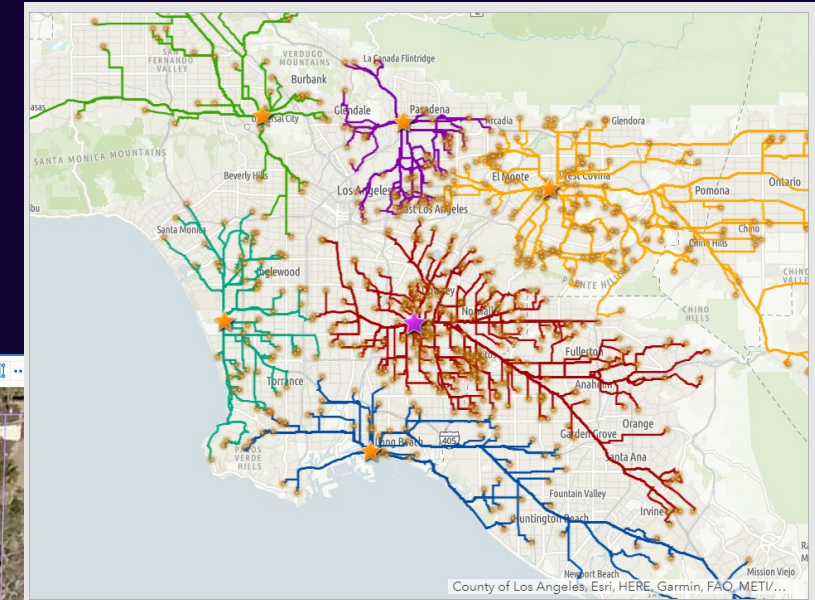 SAN
FERNANDO
VALLEY
VERDUGO
MOUNTAINS
La Canada Flintridge
Burbank
Glendale
Pasadena
Arcadia
Glendora
SANTA MONICA MOUNTAINS
Beverly Hills
El Monte
West Covina
Pomona
Ontario
Los Angeles
East Los Angeles
Santa Monica
Chino
Chino Hills
Inglewood
PUENTE HILLS
CHINO
HILLS
Fullerton
Torrance
Anaheim
Orange
Long Beach
405
Garden Grove
Santa Ana
PALOS
VERDE
HILLS
Fountain Valley
Huntington Beach
Irvine
Newport Beach
Mission Viejo
County of Los Angeles, Esri, HERE, Garmin, FAO, METI/...